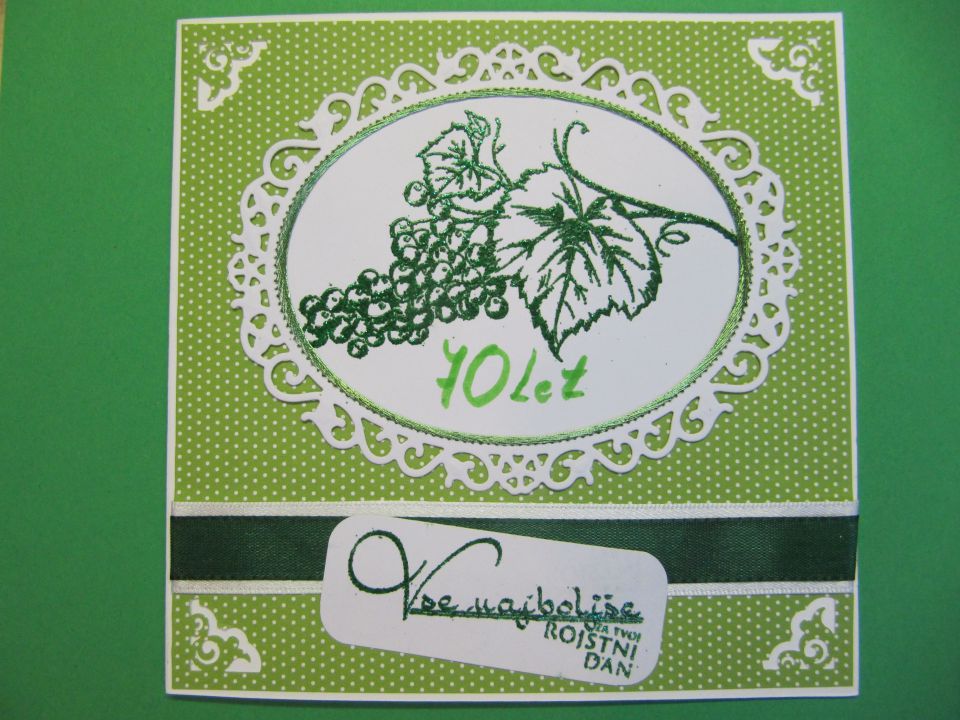 70 Let
Vse najboljše
ZA TVOJ
ROJSTNI
DAN